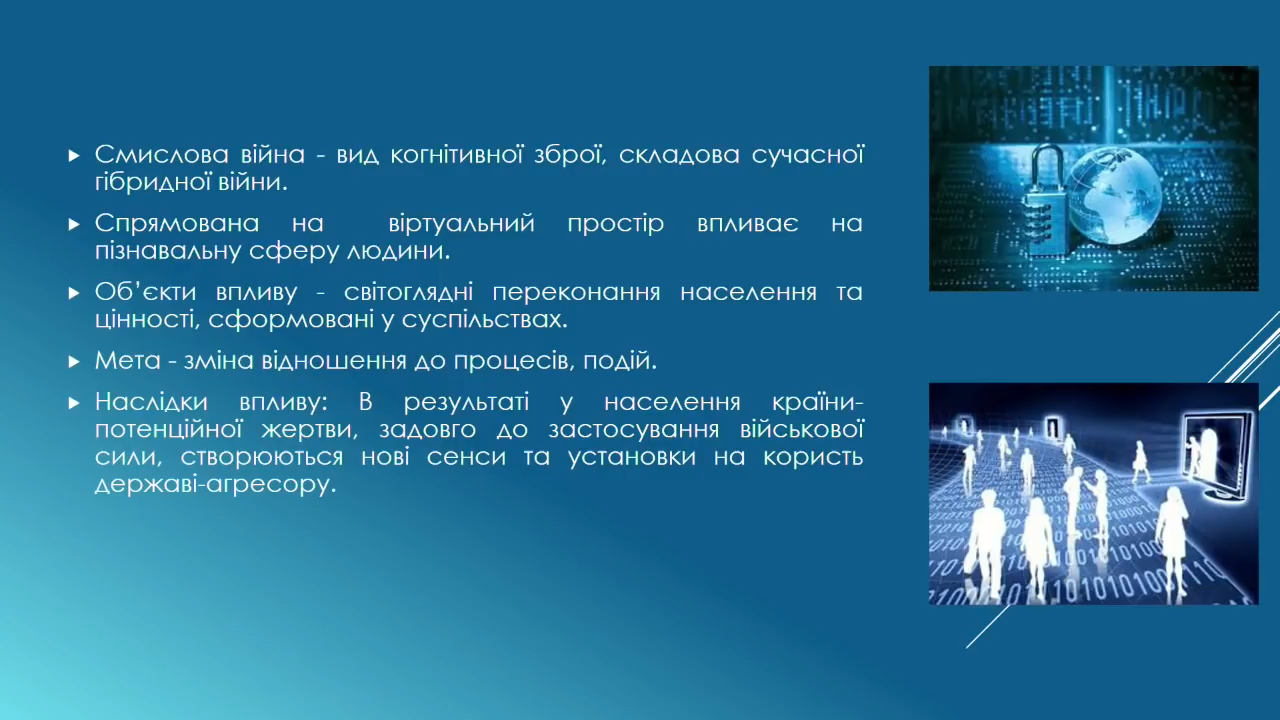 Смислова війна - вид когнітивної зброї, складова сучасної
гібридної війни.
Спрямована на віртуальний простір впливає на
пізнавальну сферу людини.
Об'єкти впливу - світоглядні переконання населення та
цінності, сформовані у суспільствах.
Мета - зміна відношення до процесів, подій.
Наслідки впливу: В результаті у населення країни-
потенційної жертви, задовго до застосування військової
сили, створюються нові сенси та установки на користь
державі-агресору.